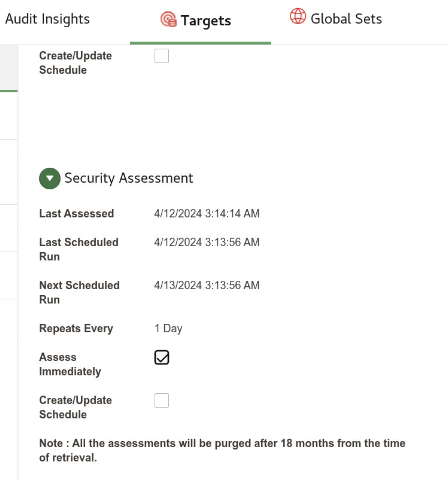 Audit Insights Targets Global Sets
Create/Update
Schedule
Security Assessment
Last Assessed 4/12/2024 3:14:14 AM
Last Scheduled 4/12/2024 3:13:56 AM
Run
Next Scheduled 4/13/2024 3:13:56 AM
Run
Repeats Every 1 Day
Assess
Immediately
Create/Update
Schedule
Note : All the assessments will be purged after 18 months from the time
of retrieval.